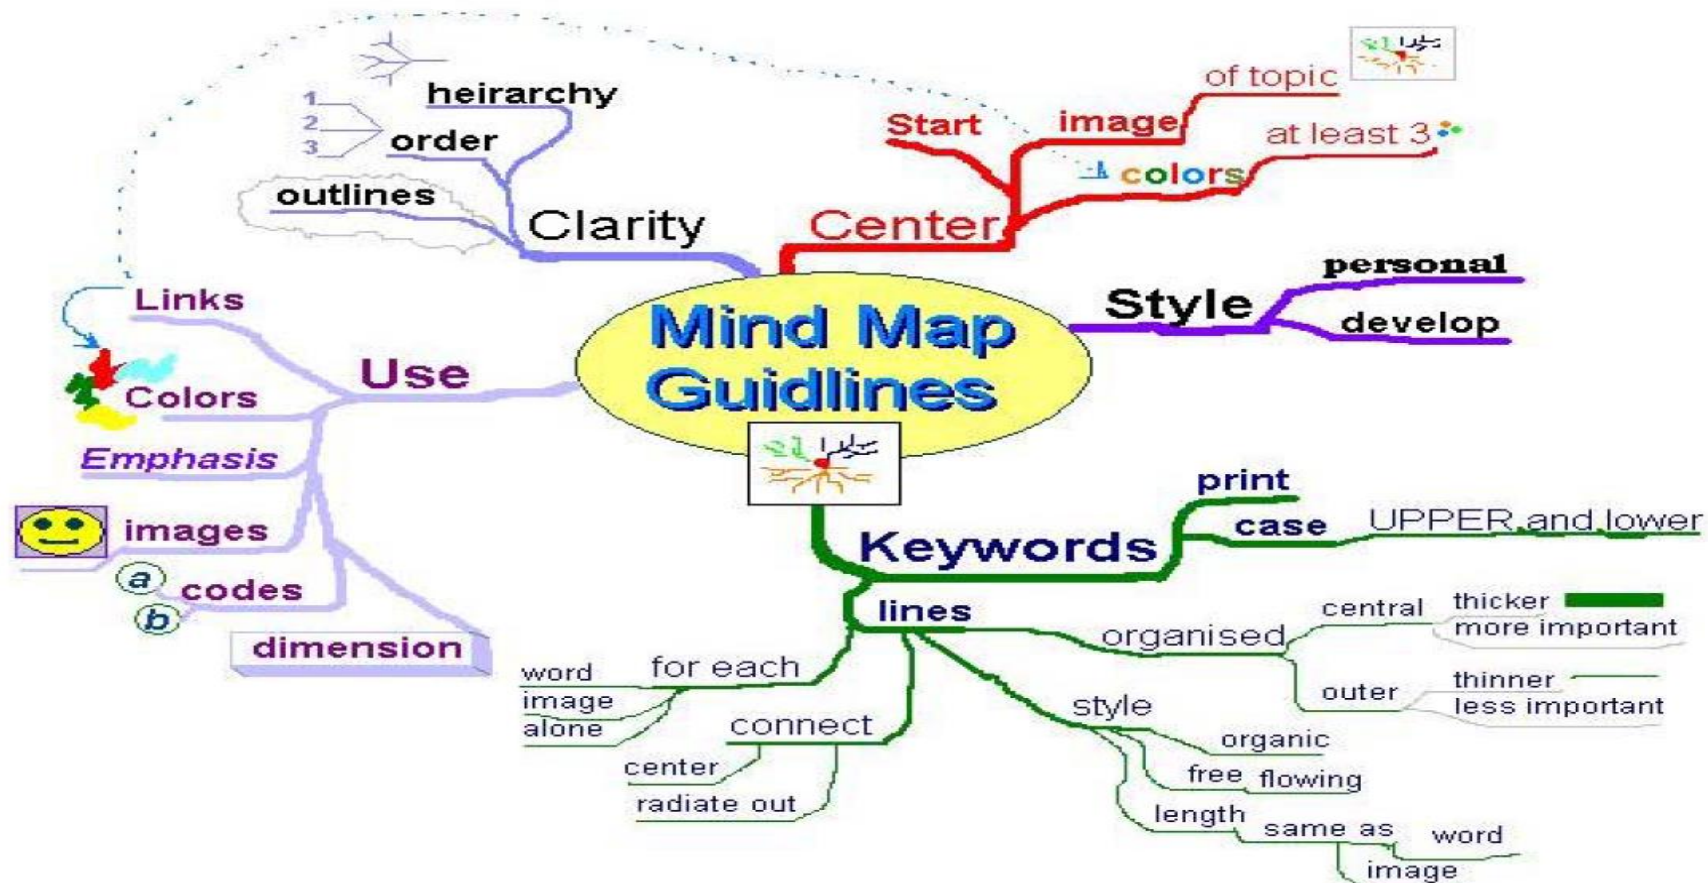 Mind Map
Guidlines
Center
Start
image
of topic
colors
at least 3
Style
personal
develop
Keywords
print
case
UPPER and lower
lines
organised
central
thicker
more important
outer
thinner
less important
style
organic
free flowing
length
same as
word
image
connect
center
radiate out
for each
word
image
alone
Use
Links
Colors
Emphasis
images
codes
a
b
dimension
Clarity
heirarchy
order
1
2
3
outlines